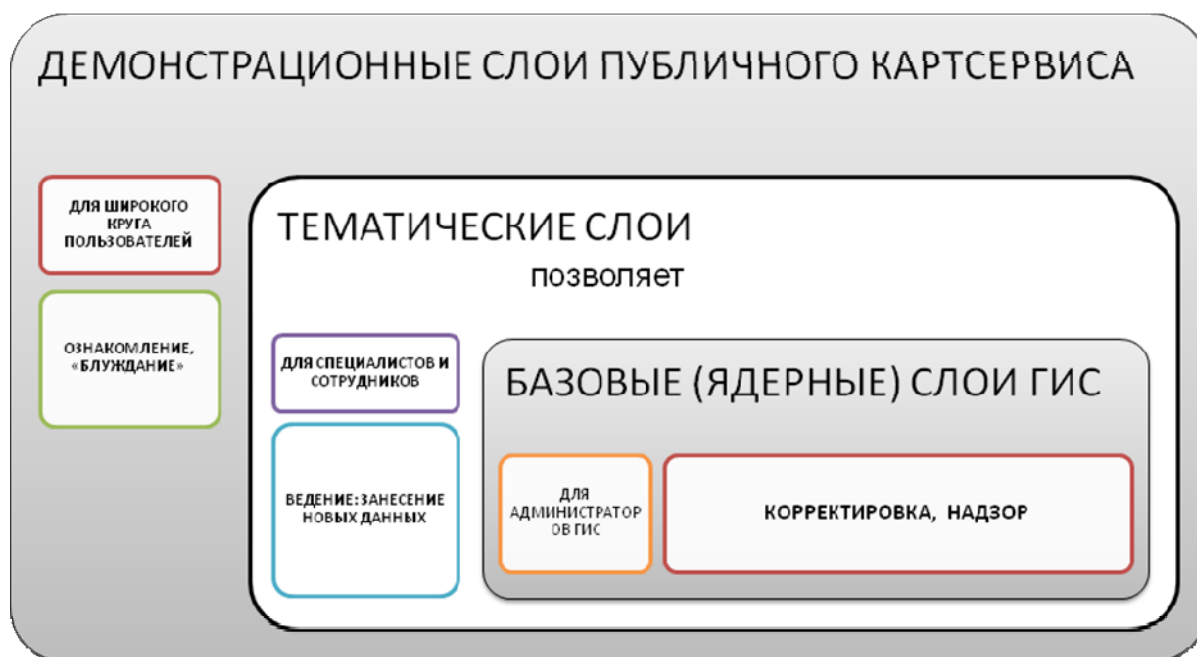 ДЕМОНСТРАЦИОННЫЕ СЛОИ ПУБЛИЧНОГО КАРТСЕРВИСА
ДЛЯ ШИРОКОГО
КРУГА
ПОЛЬЗОВАТЕЛЕЙ
ОЗНАКОМЛЕНИЕ,
«БЛУЖДАНИЕ»
ТЕМАТИЧЕСКИЕ СЛОИ
позволяет
ДЛЯ СПЕЦИАЛИСТОВ И
СОТРУДНИКОВ
ВЕДЕНИЕ: ЗАНЕСЕНИЕ
НОВЫХ ДАННЫХ
БАЗОВЫЕ (ЯДЕРНЫЕ) СЛОИ ГИС
ДЛЯ
АДМИНИСТРАТОР
ОВ ГИС
КОРРЕКТИРОВКА, НАДЗОР